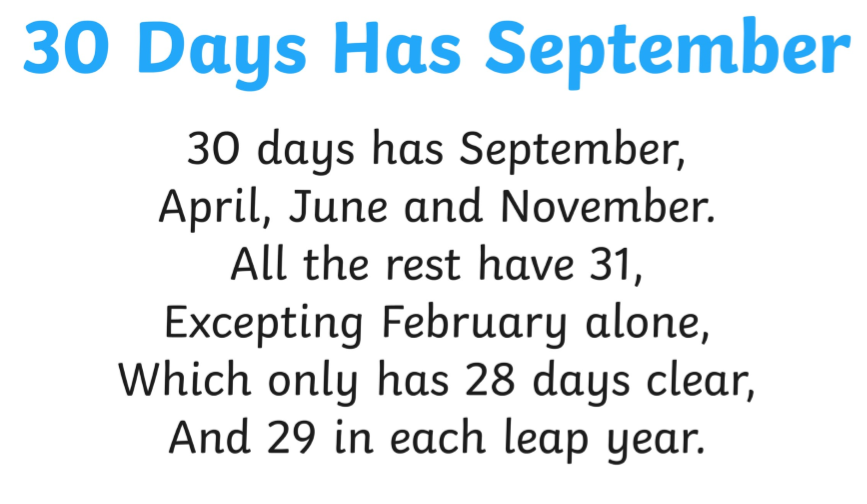 30 Days Has September
30 days has September,
April, June and November.
All the rest have 31,
Excepting February alone,
Which only has 28 days clear,
And 29 in each leap year.